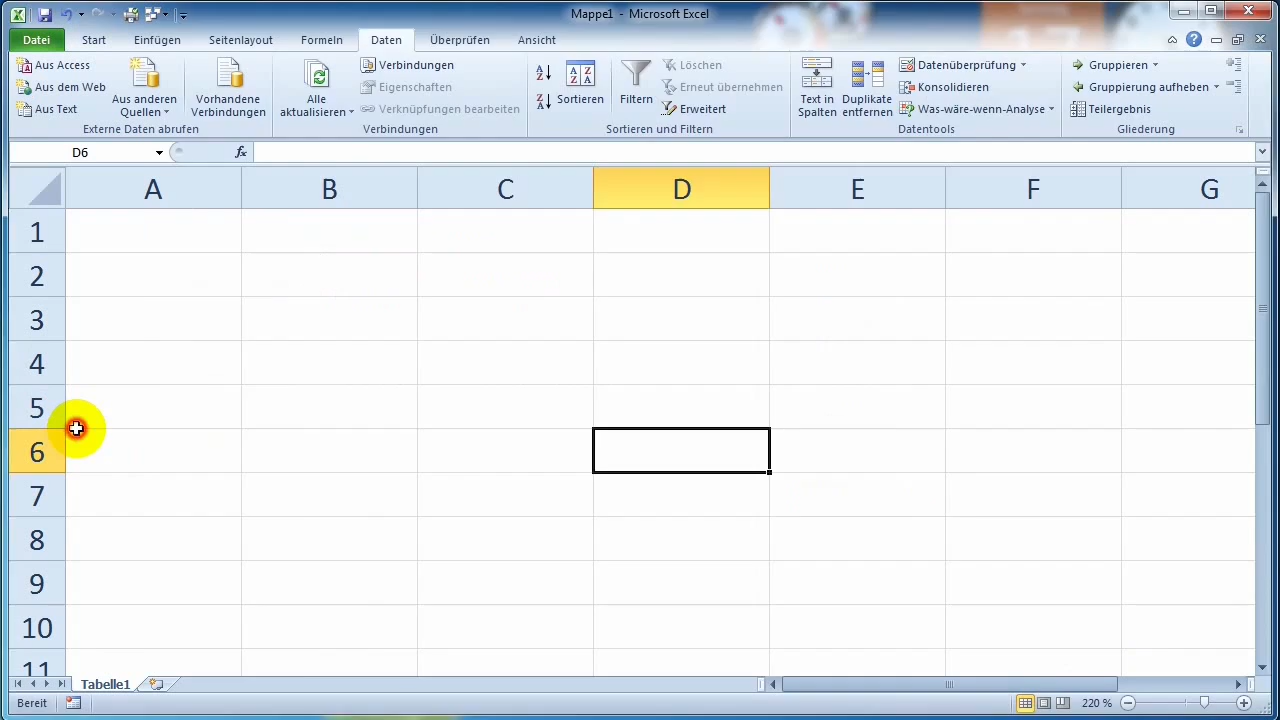 Mappe1 - Microsoft Excel
Datei Start Einfügen Seitenlayout Formeln Daten Überprüfen Ansicht
Aus Access
Aus dem Web
Aus Text
Aus anderen Quellen
Vorhandene Verbindungen
Externe Daten abrufen
Alle aktualisieren
Verbindungen
Eigenschaften
Verknüpfungen bearbeiten
Verbindungen
A Z
Z A
A Z Z A
Sortieren
Filtern
Löschen
Erneut übernehmen
Erweitert
Sortieren und Filtern
Text in Spalten
Duplikate entfernen
Datenüberprüfung
Konsolidieren
Was-wäre-wenn-Analyse
Datentools
Gruppieren
Gruppierung aufheben
Teilergebnis
Gliederung
D6 fx
A B C D E F G
1
2
3
4
5
6
7
8
9
10
11
Tabelle1
Bereit 220 %